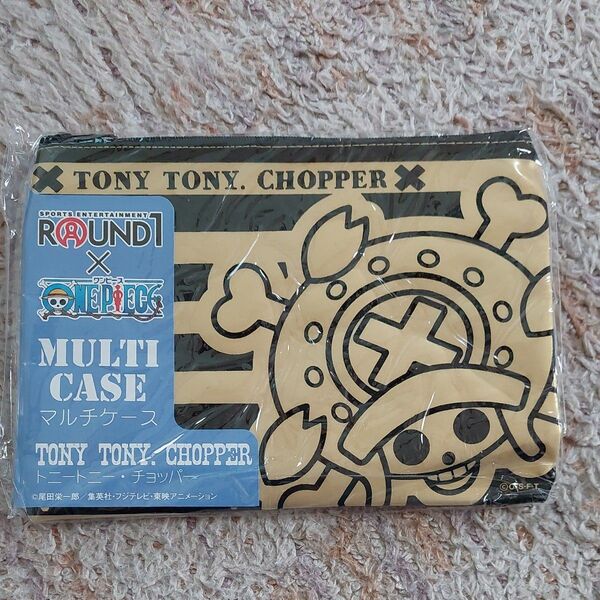 TONY TONY. CHOPPER
SPORTS ENTERTAINMENT
ROUND1
×
ワンピース
ONE PIECE
MULTI
CASE
マルチケース
TONY TONY. CHOPPER
トニートニー・チョッパー
©尾田栄一郎／集英社・フジテレビ・東映アニメーション
©O・S・F・T